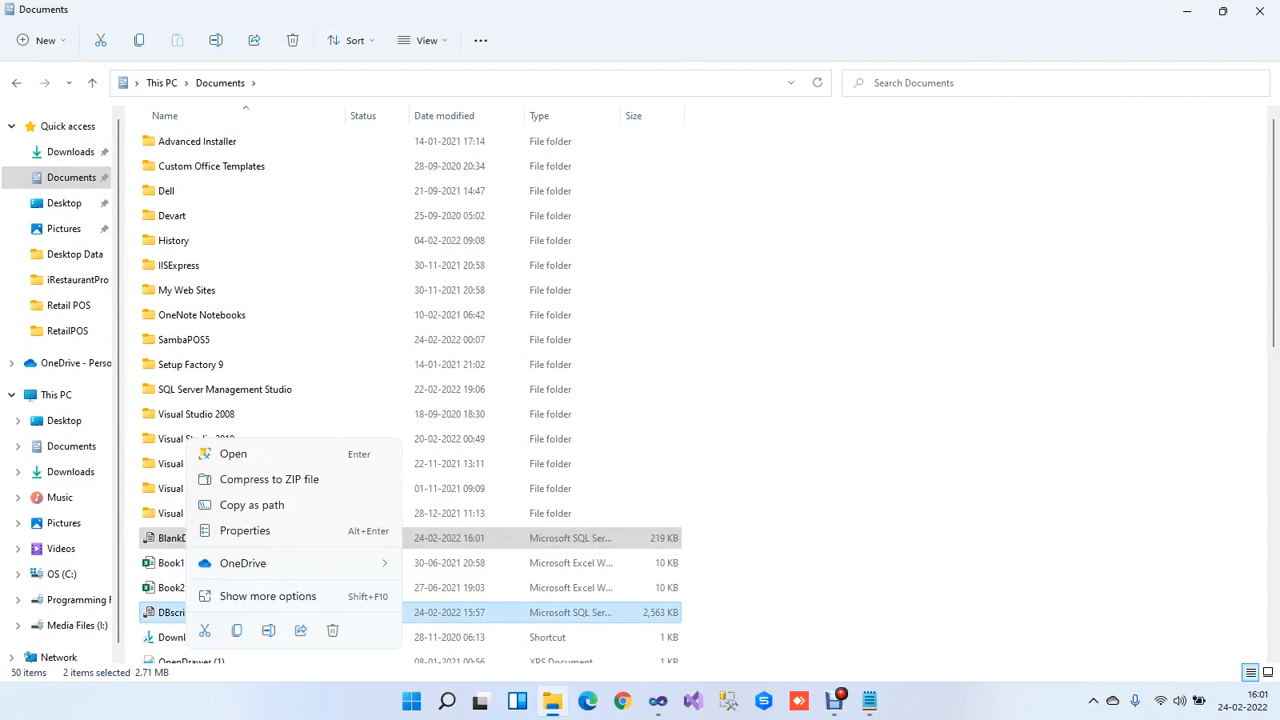 Documents
New
Sort
View
This PC
Documents
Search Documents
Name
Status
Date modified
Type
Size
Quick access
Downloads
Documents
Desktop
Pictures
Desktop Data
iRestaurantPro
Retail POS
RetailPOS
OneDrive - Perso
This PC
Desktop
Documents
Downloads
Music
Pictures
Videos
OS (C:)
Programming F
Media Files (I:)
Network
Advanced Installer 14-01-2021 17:14 File folder
Custom Office Templates 28-09-2020 20:34 File folder
Dell 21-09-2021 14:47 File folder
Devart 25-09-2020 05:02 File folder
History 04-02-2022 09:08 File folder
IISExpress 30-11-2021 20:58 File folder
My Web Sites 30-11-2021 20:58 File folder
OneNote Notebooks 10-02-2021 06:42 File folder
SambaPOS5 24-02-2022 00:07 File folder
Setup Factory 9 14-01-2021 21:02 File folder
SQL Server Management Studio 22-02-2022 19:06 File folder
Visual Studio 2008 18-09-2020 18:30 File folder
Visual Studio 2010 20-02-2022 00:49 File folder
Visual 22-11-2021 13:11 File folder
Visual 01-11-2021 09:09 File folder
Visual 28-12-2021 11:13 File folder
BlankD 24-02-2022 16:01 Microsoft SQL Ser... 219 KB
Book1 30-06-2021 20:58 Microsoft Excel W... 10 KB
Book2 27-06-2021 19:03 Microsoft Excel W... 10 KB
DBscri 24-02-2022 15:57 Microsoft SQL Ser... 2,563 KB
Downl 28-11-2020 06:13 Shortcut 1 KB
OpenDrawer (1) 08-01-2021 00:56 XPS Document 1 KB
Open Enter
Compress to ZIP file
Copy as path
Properties Alt+Enter
OneDrive
Show more options Shift+F10
50 items 2 items selected 2.71 MB
16:01
24-02-2022